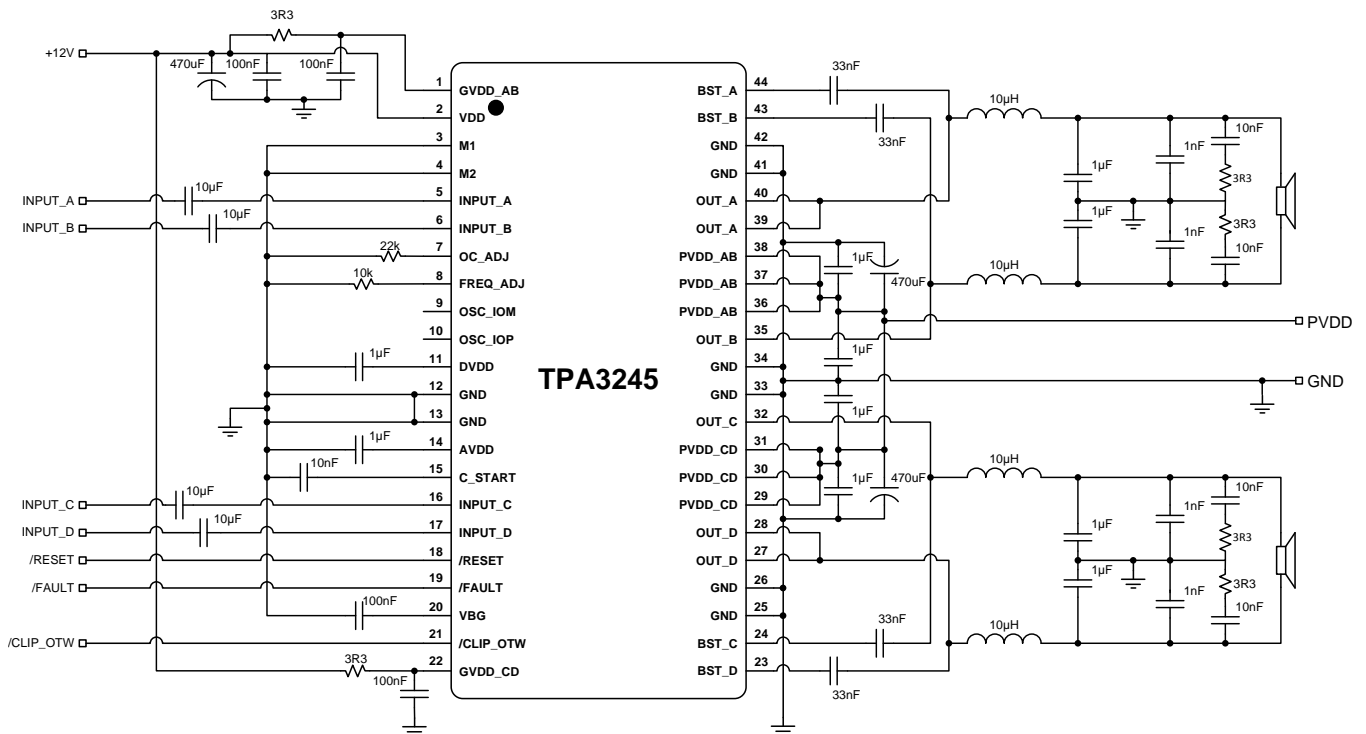 3R3
+12V
470uF
100nF
100nF
1
GVDD_AB
2
VDD
3
M1
4
M2
INPUT_A
10µF
5
INPUT_A
INPUT_B
10µF
6
INPUT_B
22k
7
OC_ADJ
10k
8
FREQ_ADJ
9
OSC_IOM
10
OSC_IOP
1µF
11
DVDD
12
GND
13
GND
1µF
14
AVDD
10nF
15
C_START
INPUT_C
10µF
16
INPUT_C
INPUT_D
10µF
17
INPUT_D
/RESET
18
/RESET
/FAULT
19
/FAULT
100nF
20
VBG
/CLIP_OTW
21
/CLIP_OTW
3R3
22
GVDD_CD
100nF
TPA3245
44
BST_A
33nF
43
BST_B
33nF
42
GND
41
GND
40
OUT_A
39
OUT_A
38
PVDD_AB
37
PVDD_AB
36
PVDD_AB
35
OUT_B
34
GND
33
GND
32
OUT_C
31
PVDD_CD
30
PVDD_CD
29
PVDD_CD
28
OUT_D
27
OUT_D
26
GND
25
GND
24
BST_C
33nF
23
BST_D
33nF
1µF
470uF
1µF
1µF
1µF
470uF
10µH
10µH
1µF
1µF
1nF
1nF
10nF
3R3
3R3
10nF
PVDD
GND
10µH
10µH
1µF
1µF
1nF
1nF
10nF
3R3
3R3
10nF